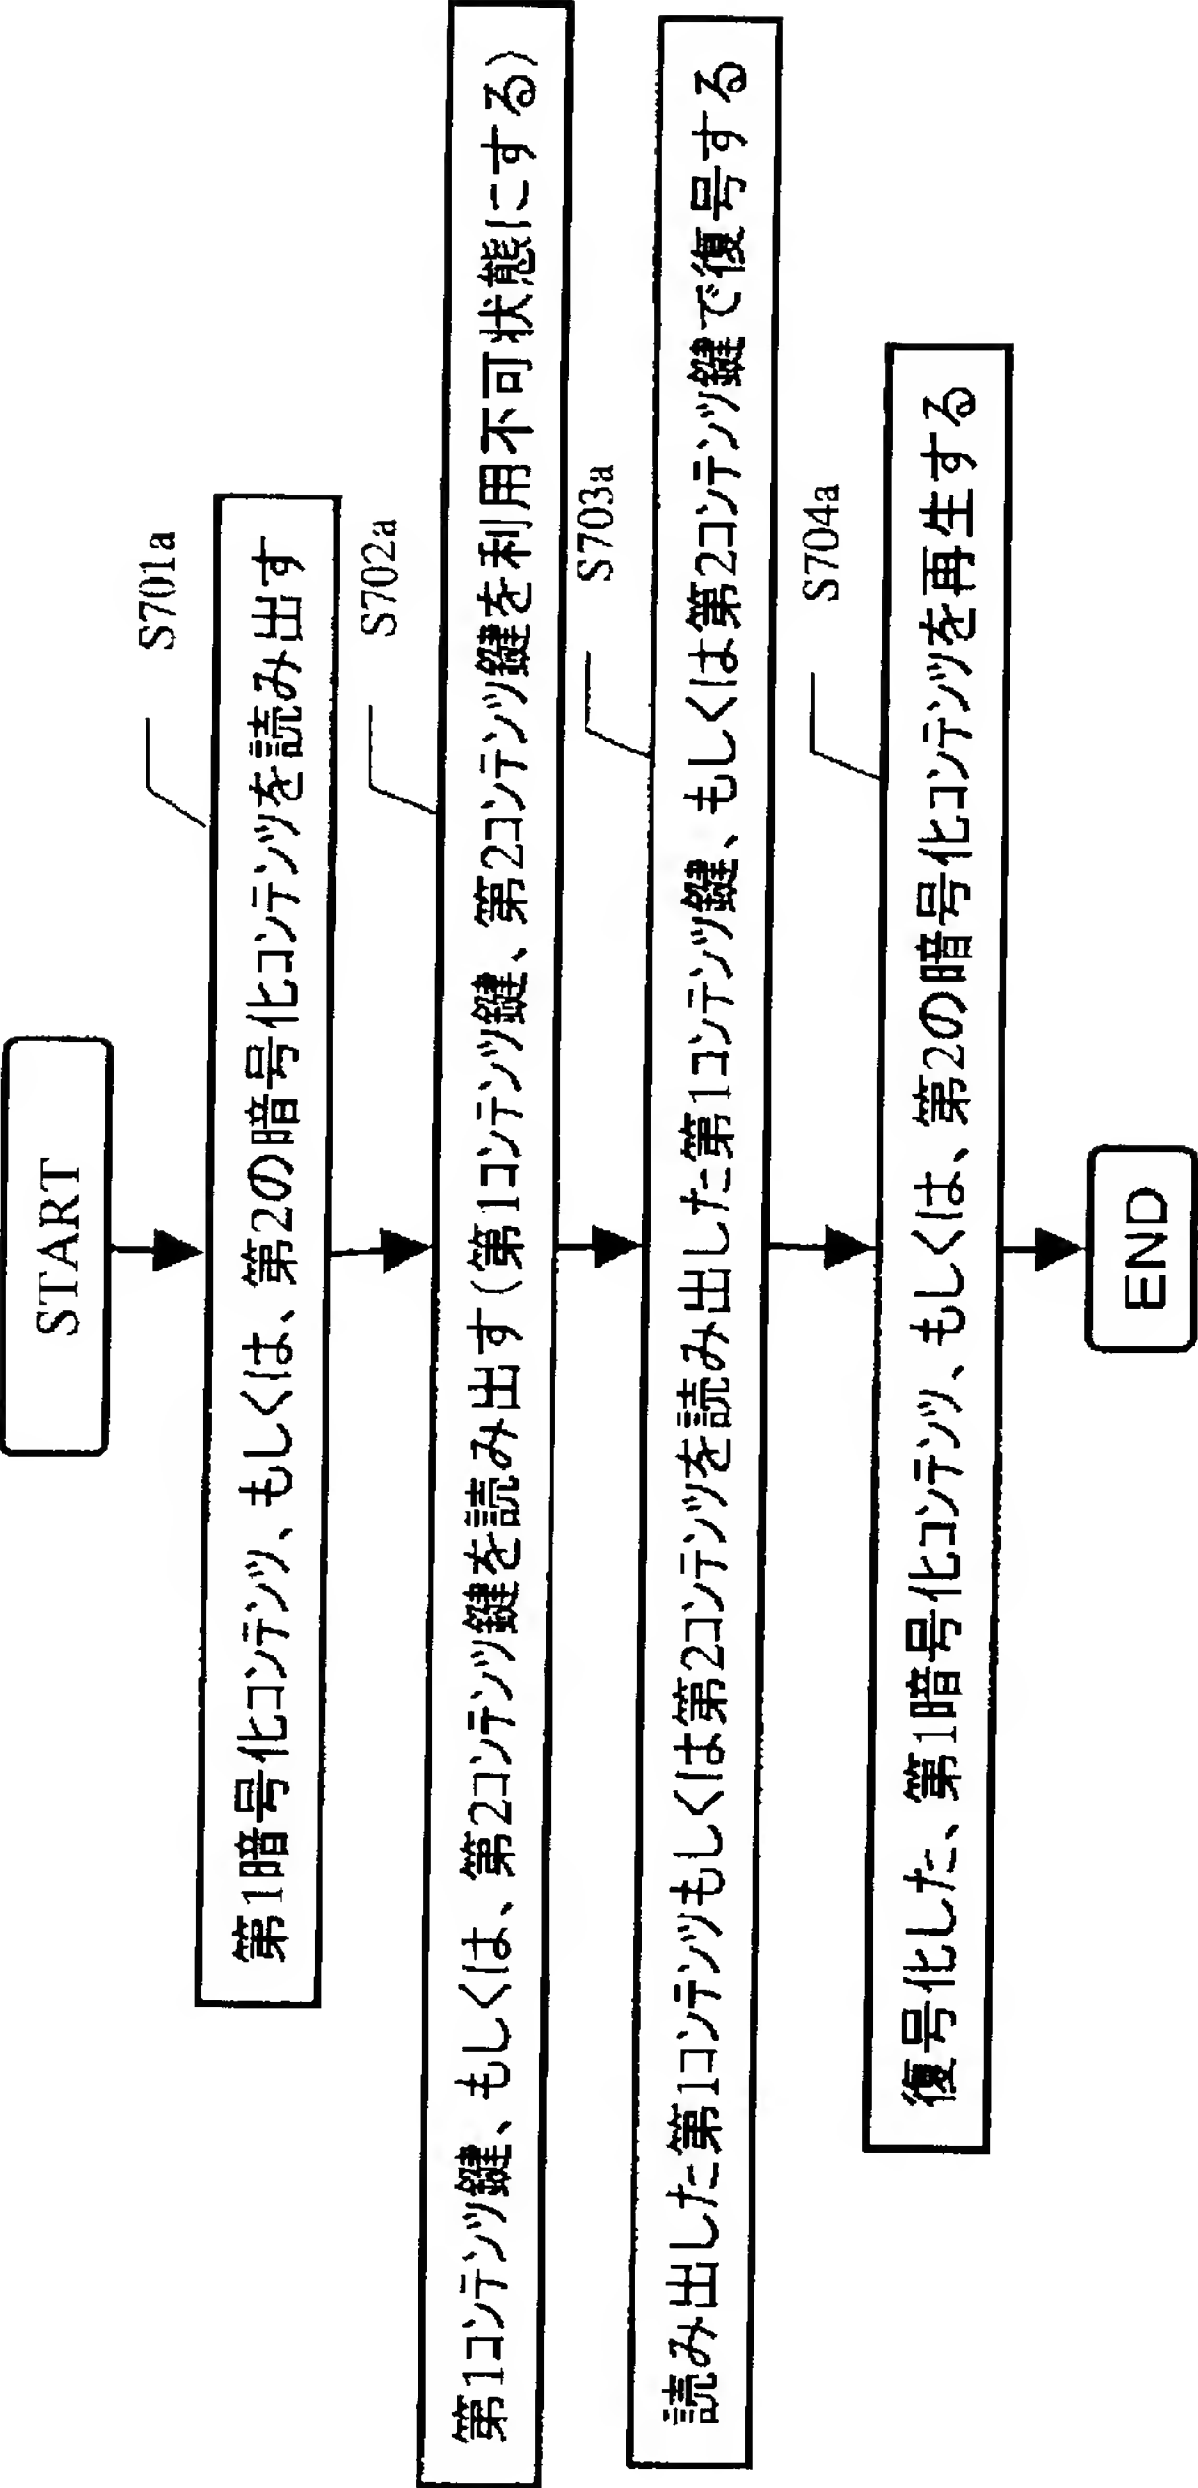 START
S701a
第1暗号化コンテンツ、もしくは、第2の暗号化コンテンツを読み出す
S702a
第1コンテンツ鍵、もしくは、第2コンテンツ鍵を読み出す(第1コンテンツ鍵、第2コンテンツ鍵を利用不可状態にする)
S703a
読み出した第1コンテンツもしくは第2コンテンツを読み出した第1コンテンツ鍵、もしくは第2コンテンツ鍵で復号する
S704a
復号化した、第1暗号化コンテンツ、もしくは、第2の暗号化コンテンツを再生する
END